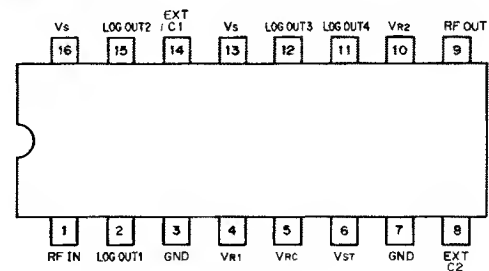 Vs LOG OUT2 EXT C1 Vs LOG OUT3 LOG OUT4 VR2 RF OUT
16 15 14 13 12 11 10 9
1 2 3 4 5 6 7 8
RF IN LOG OUT1 GND VR1 VRC VST GND EXT C2